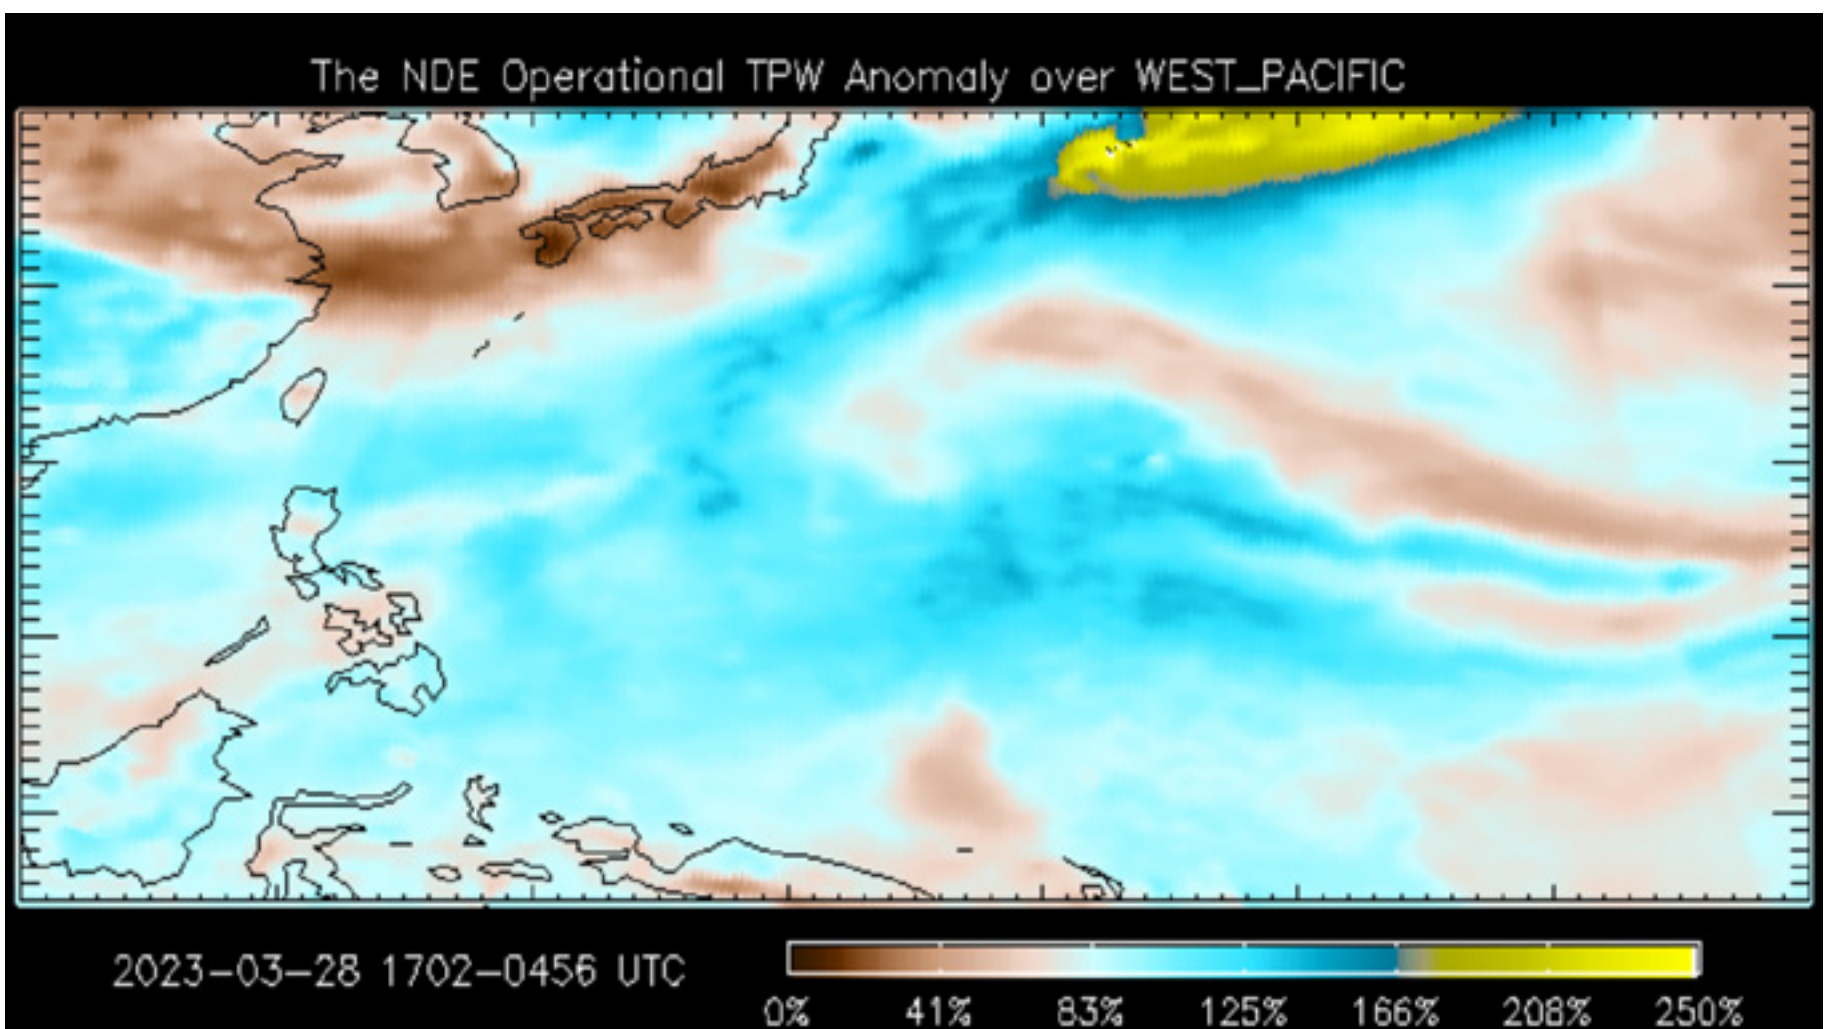 The NDE Operational TPW Anomaly over WEST_PACIFIC
2023-03-28 1702-0456 UTC
0% 41% 83% 125% 166% 208% 250%